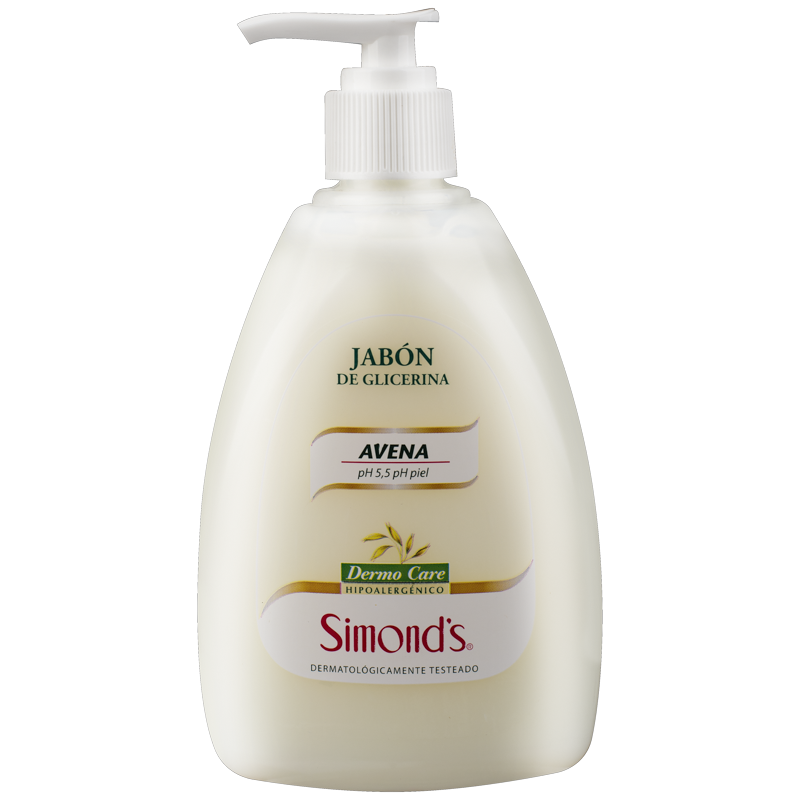 JABÓN
DE GLICERINA
AVENA
pH 5,5 pH piel
Dermo Care
HIPOALERGÉNICO
Simond's®
DERMATOLÓGICAMENTE TESTEADO